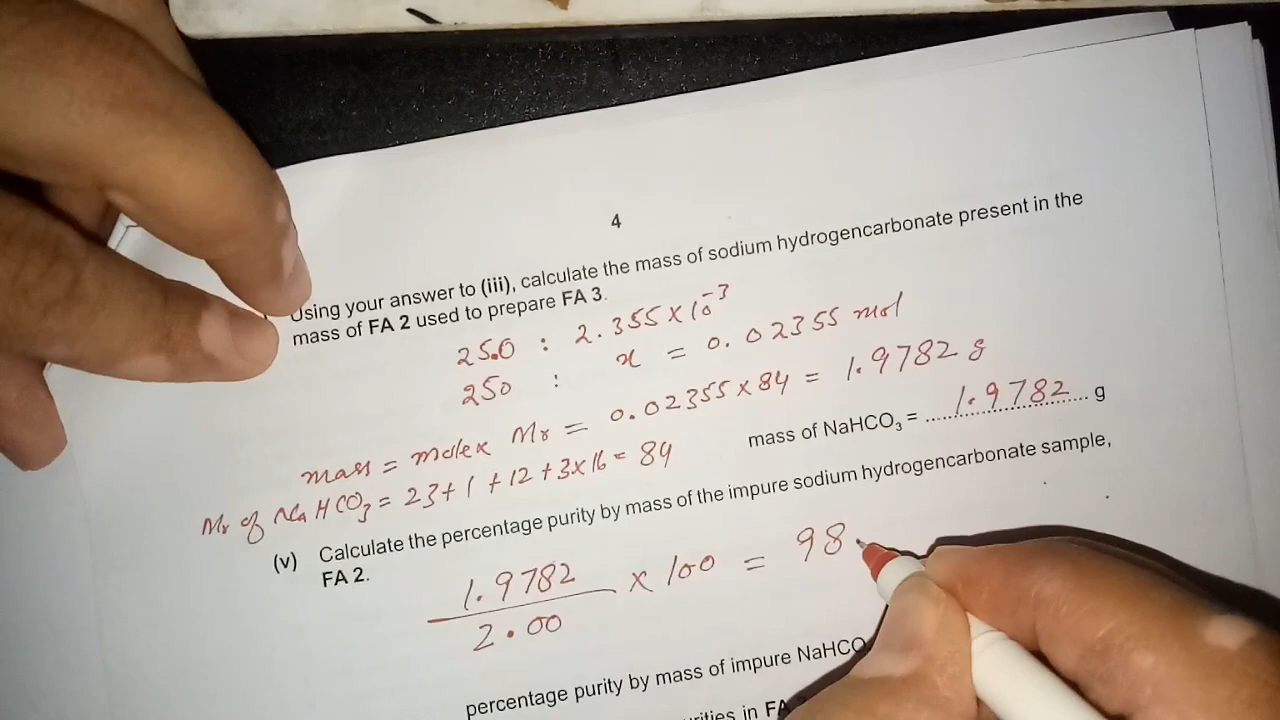 4
Using your answer to (iii), calculate the mass of sodium hydrogencarbonate present in the
mass of FA 2 used to prepare FA 3.
25.0 : 2.355 x 10⁻³
250 : x = 0.02355 mol
mass = moles x Mr = 0.02355 x 84 = 1.9782 g
Mr of NaHCO₃ = 23 + 1 + 12 + 3x16 = 84
mass of NaHCO₃ = 1.9782 g
(v) Calculate the percentage purity by mass of the impure sodium hydrogencarbonate sample,
FA 2.
1.9782
x 100 = 98
2.00
percentage purity by mass of impure NaHCO
in FA